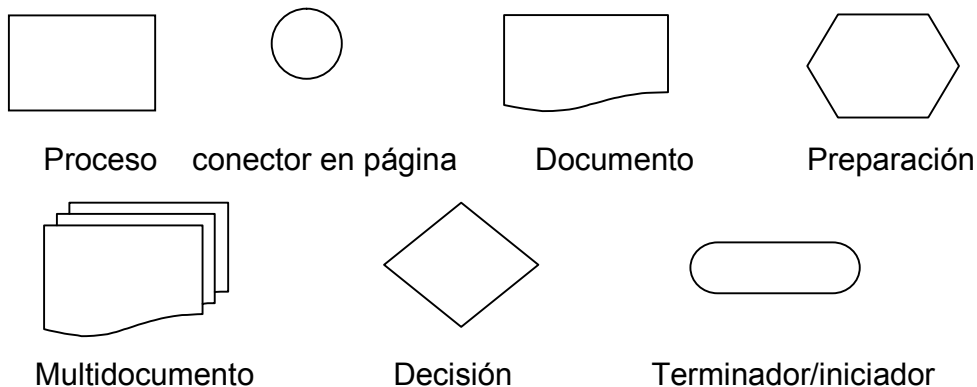 Proceso conector en página Documento Preparación
Multidocumento Decisión Terminador/iniciador